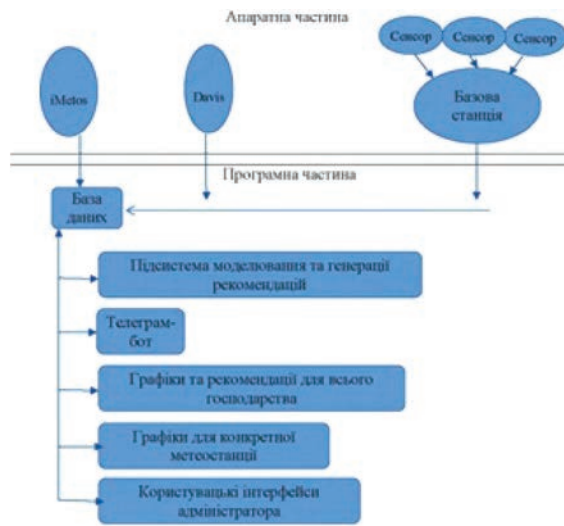 Апаратна частина
Сенсор Сенсор Сенсор
iMetos
Davis
Базова
станція
Програмна частина
База
даних
Підсистема моделювання та генерації
рекомендацій
Телеграм-
бот
Графіки та рекомендації для всього
господарства
Графіки для конкретної
метеостанції
Користувацькі інтерфейси
адміністратора